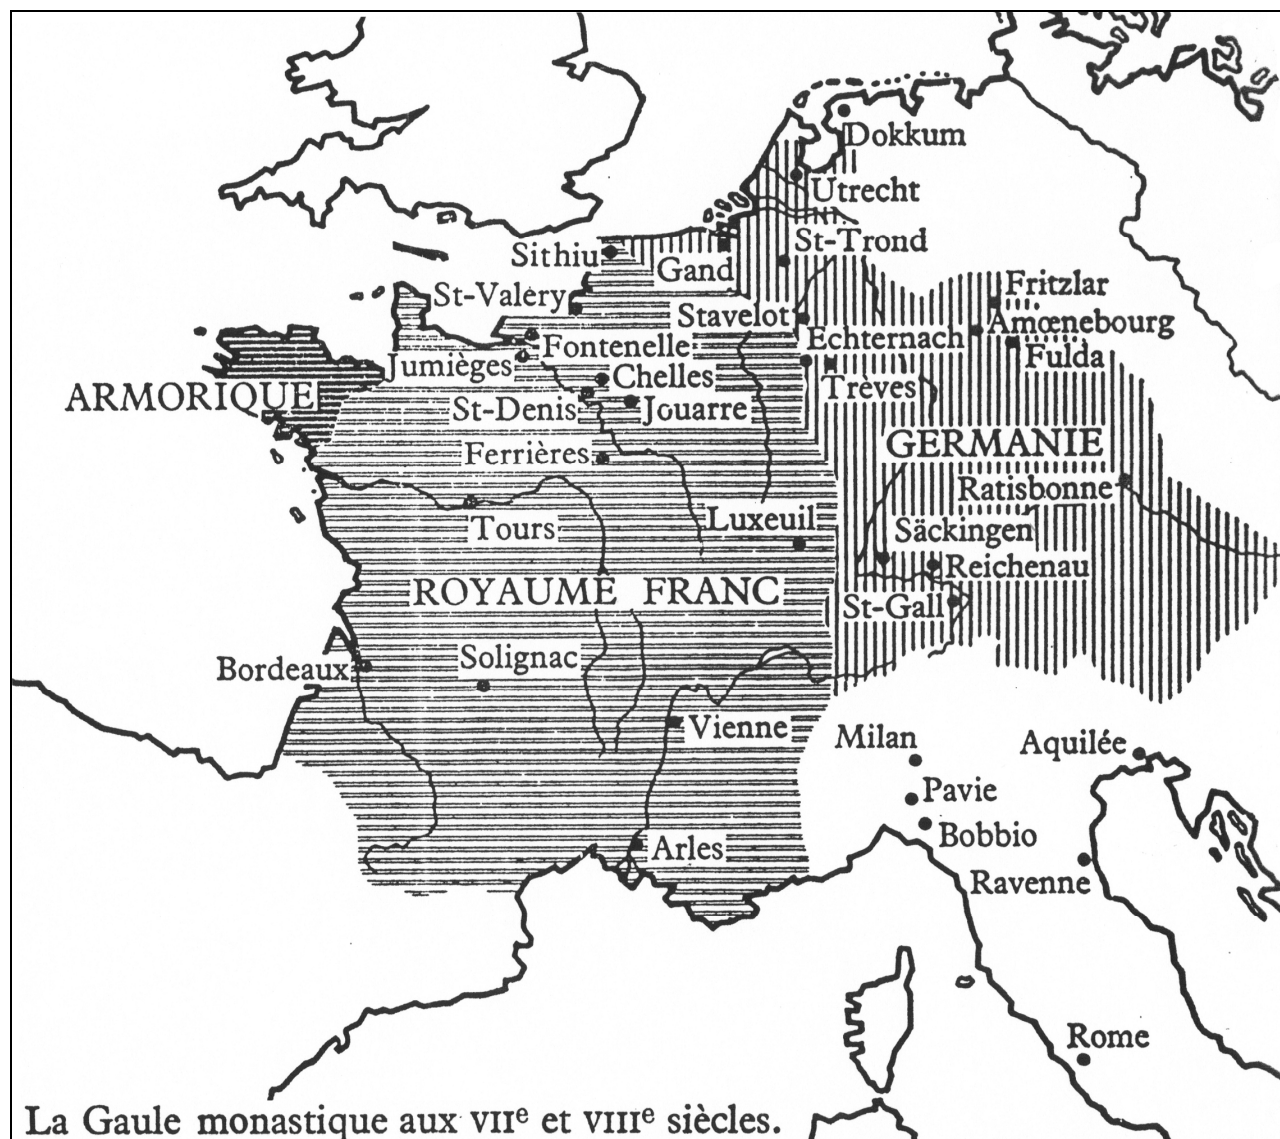 Dokkum
Utrecht
St-Trond
Sithiu
Gand
St-Valéry
Fritzlar
Stavelot
Amœnebourg
Echternach
Fontenelle
Fulda
Jumièges
Chelles
Trèves
ARMORIQUE
St-Denis
Jouarre
GERMANIE
Ferrières
Ratisbonne
Luxeuil
Tours
Säckingen
Reichenau
ROYAUME FRANC
St-Gall
Solignac
Bordeaux
Vienne
Milan
Aquilée
Pavie
Bobbio
Arles
Ravenne
Rome
La Gaule monastique aux VIIe et VIIIe siècles.